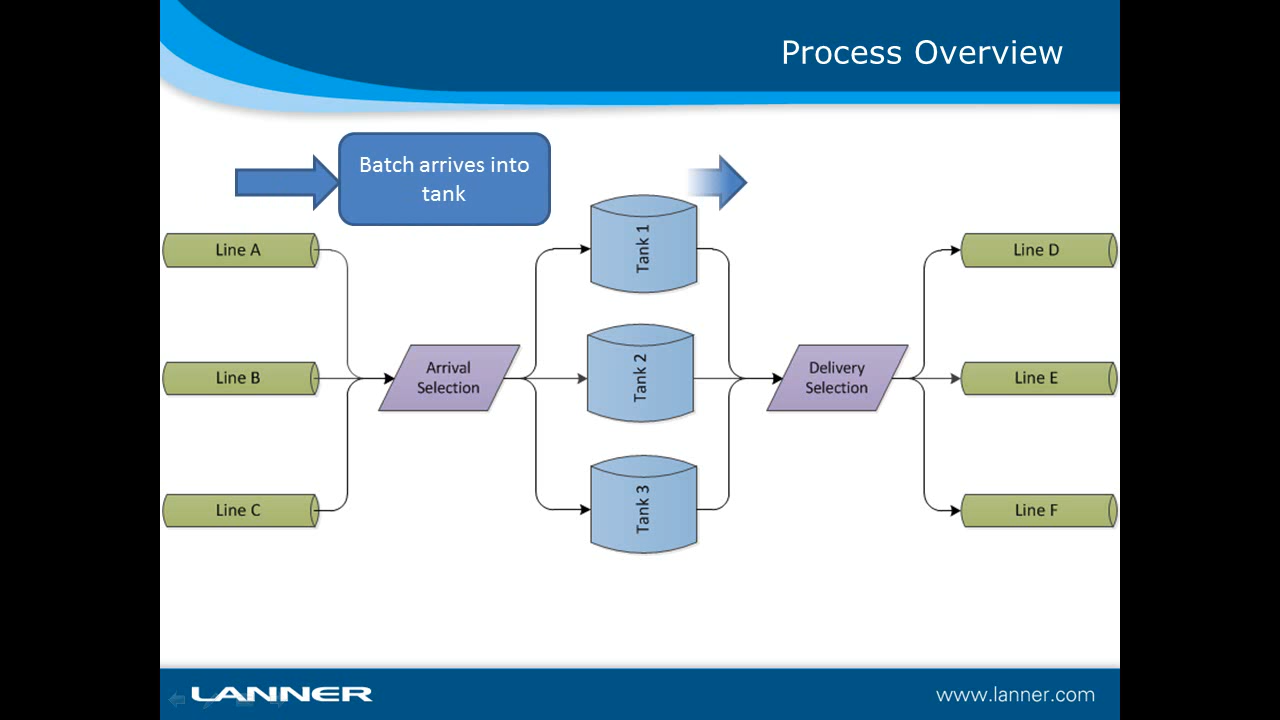 Process Overview
Batch arrives into
tank
Line A
Line B
Line C
Arrival
Selection
Tank 1
Tank 2
Tank 3
Delivery
Selection
Line D
Line E
Line F
LANNER
www.lanner.com